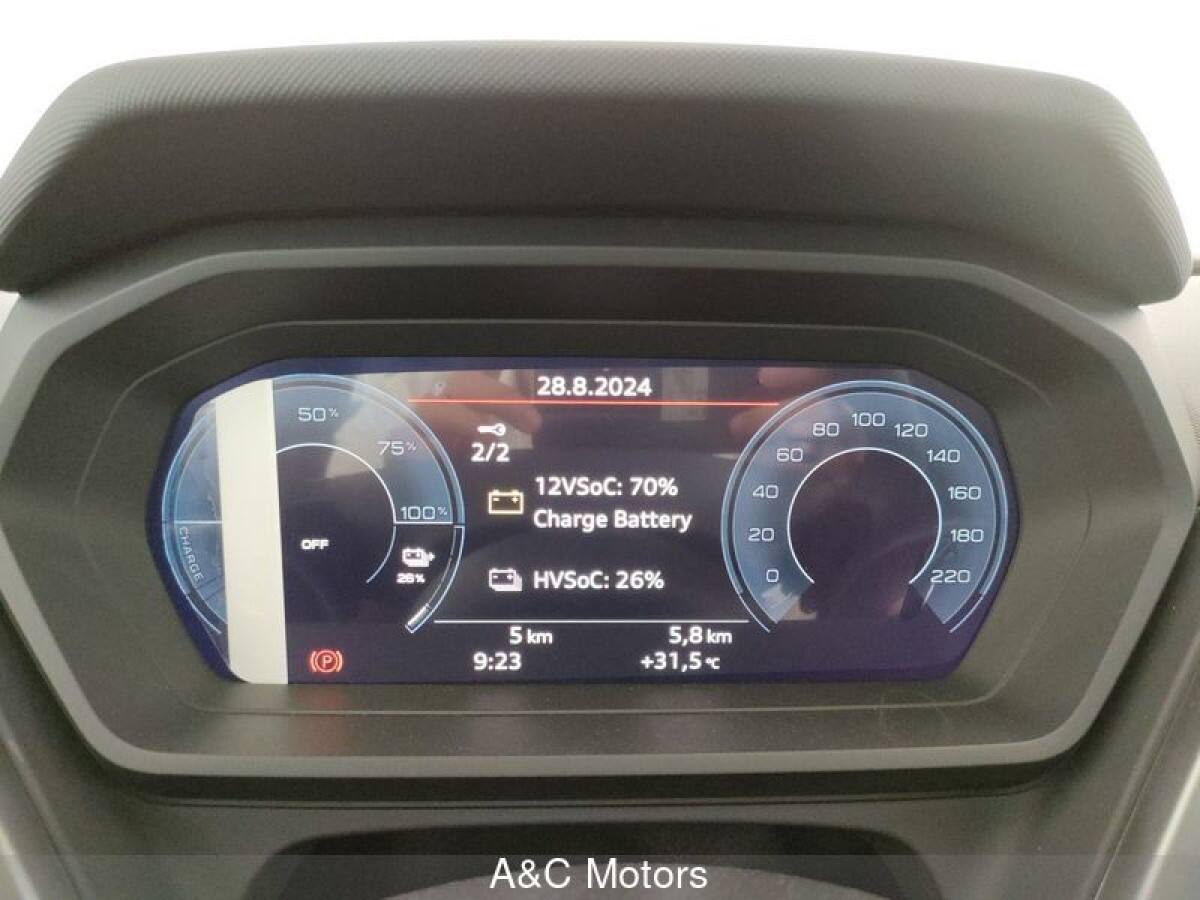 28.8.2024
50%
75%
100%
CHARGE
OFF
26%
2/2
12VSoC: 70%
Charge Battery
HVSoC: 26%
5 km
5,8 km
9:23
+31,5 °C
(P)
0
20
40
60
80
100
120
140
160
180
220
A&C Motors